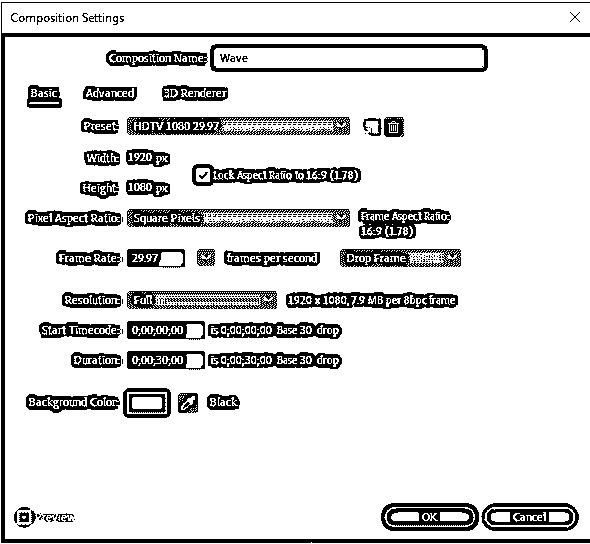 Composition Settings
Composition Name: Wave
Basic Advanced 3D Renderer
Preset: HDTV 1080 29.97
Width: 1920 px
Lock Aspect Ratio to 16:9 (1.78)
Height: 1080 px
Pixel Aspect Ratio: Square Pixels Frame Aspect Ratio:
16:9 (1.78)
Frame Rate: 29.97 frames per second Drop Frame
Resolution: Full 1920 x 1080, 7.9 MB per 8bpc frame
Start Timecode: 0;00;00;00 is 0;00;00;00 Base 30 drop
Duration: 0;00;30;00 is 0;00;30;00 Base 30 drop
Background Color: Black
Preview OK Cancel